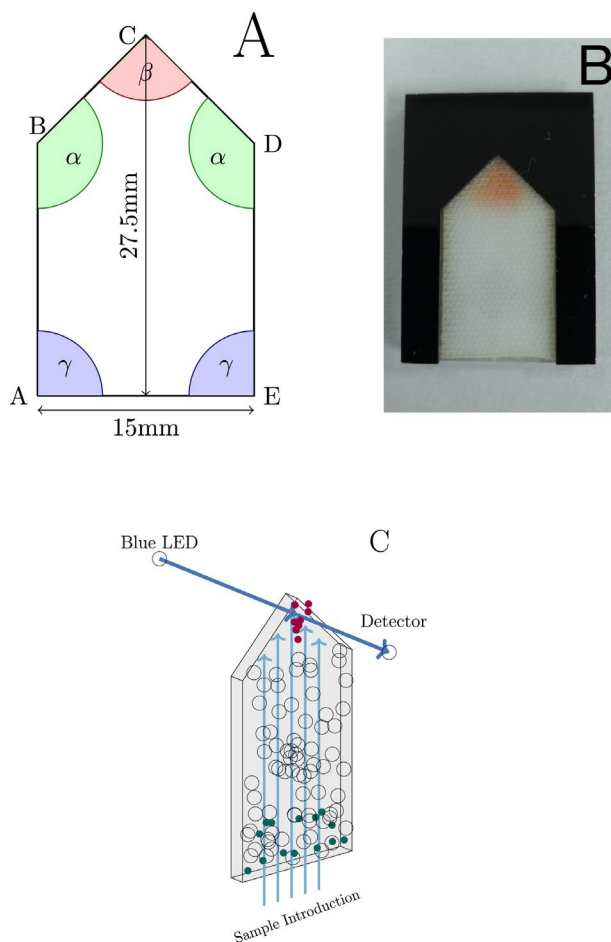 A
C
β
B
α
α
D
27.5mm
γ
γ
A
E
15mm
B
C
Blue LED
Detector
Sample Introduction